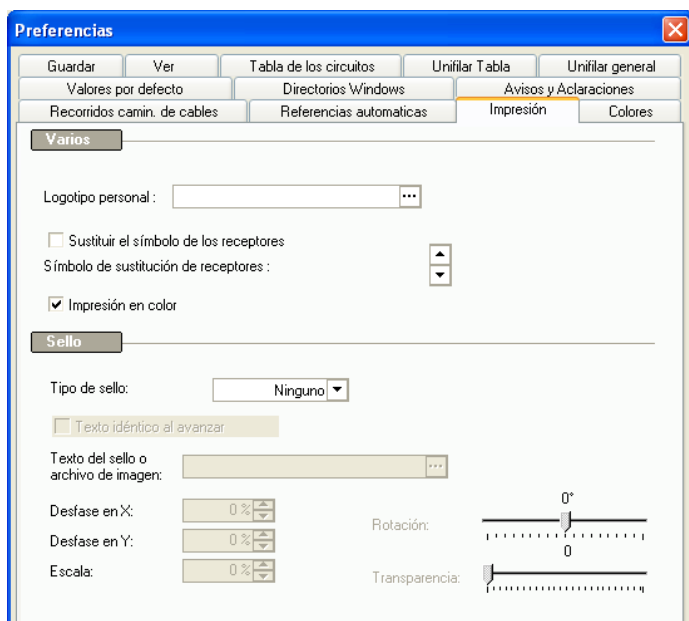 Preferencias
Guardar Ver Tabla de los circuitos Unifilar Tabla Unifilar general
Valores por defecto Directorios Windows Avisos y Aclaraciones
Recorridos camin. de cables Referencias automaticas Impresión Colores
Varios
Logotipo personal :
Sustituir el símbolo de los receptores
Símbolo de sustitución de receptores :
Impresión en color
Sello
Tipo de sello: Ninguno
Texto idéntico al avanzar
Texto del sello o
archivo de imagen:
Desfase en X: 0 %
Desfase en Y: 0 %
Escala: 0 %
Rotación: 0°
Transparencia: 0